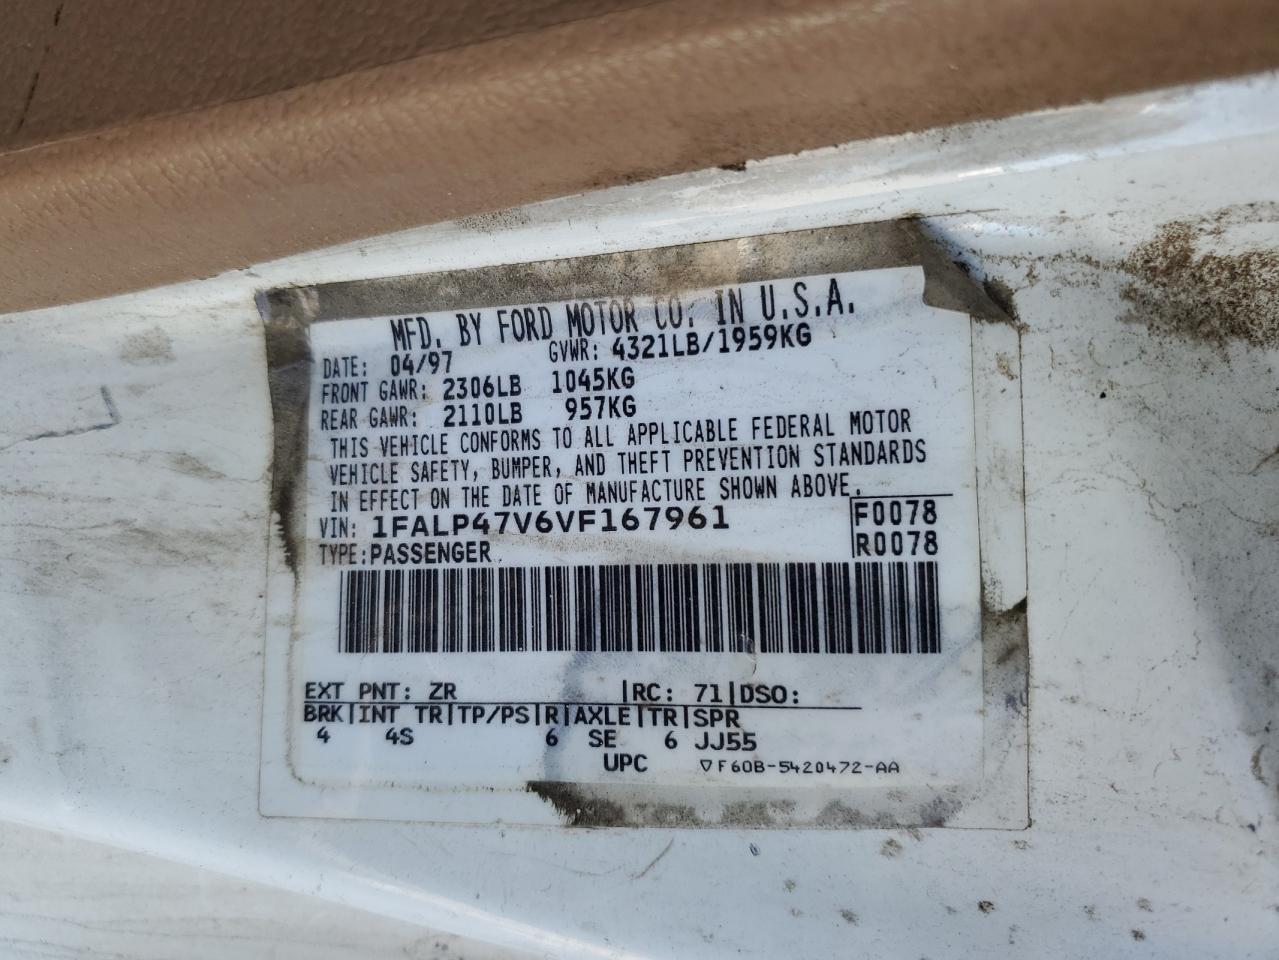 MFD. BY FORD MOTOR CO. IN U.S.A.
DATE: 04/97 GVWR: 4321LB/1959KG
FRONT GAWR: 2306LB 1045KG
REAR GAWR: 2110LB 957KG
THIS VEHICLE CONFORMS TO ALL APPLICABLE FEDERAL MOTOR
VEHICLE SAFETY, BUMPER, AND THEFT PREVENTION STANDARDS
IN EFFECT ON THE DATE OF MANUFACTURE SHOWN ABOVE.
VIN: 1FALP47V6VF167961 F0078
TYPE: PASSENGER R0078
EXT PNT: ZR |RC: 71|DSO:
BRK|INT TR|TP/PS|R|AXLE|TR|SPR
4 4S 6 SE 6 JJ55
UPC ▽F60B-5420472-AA